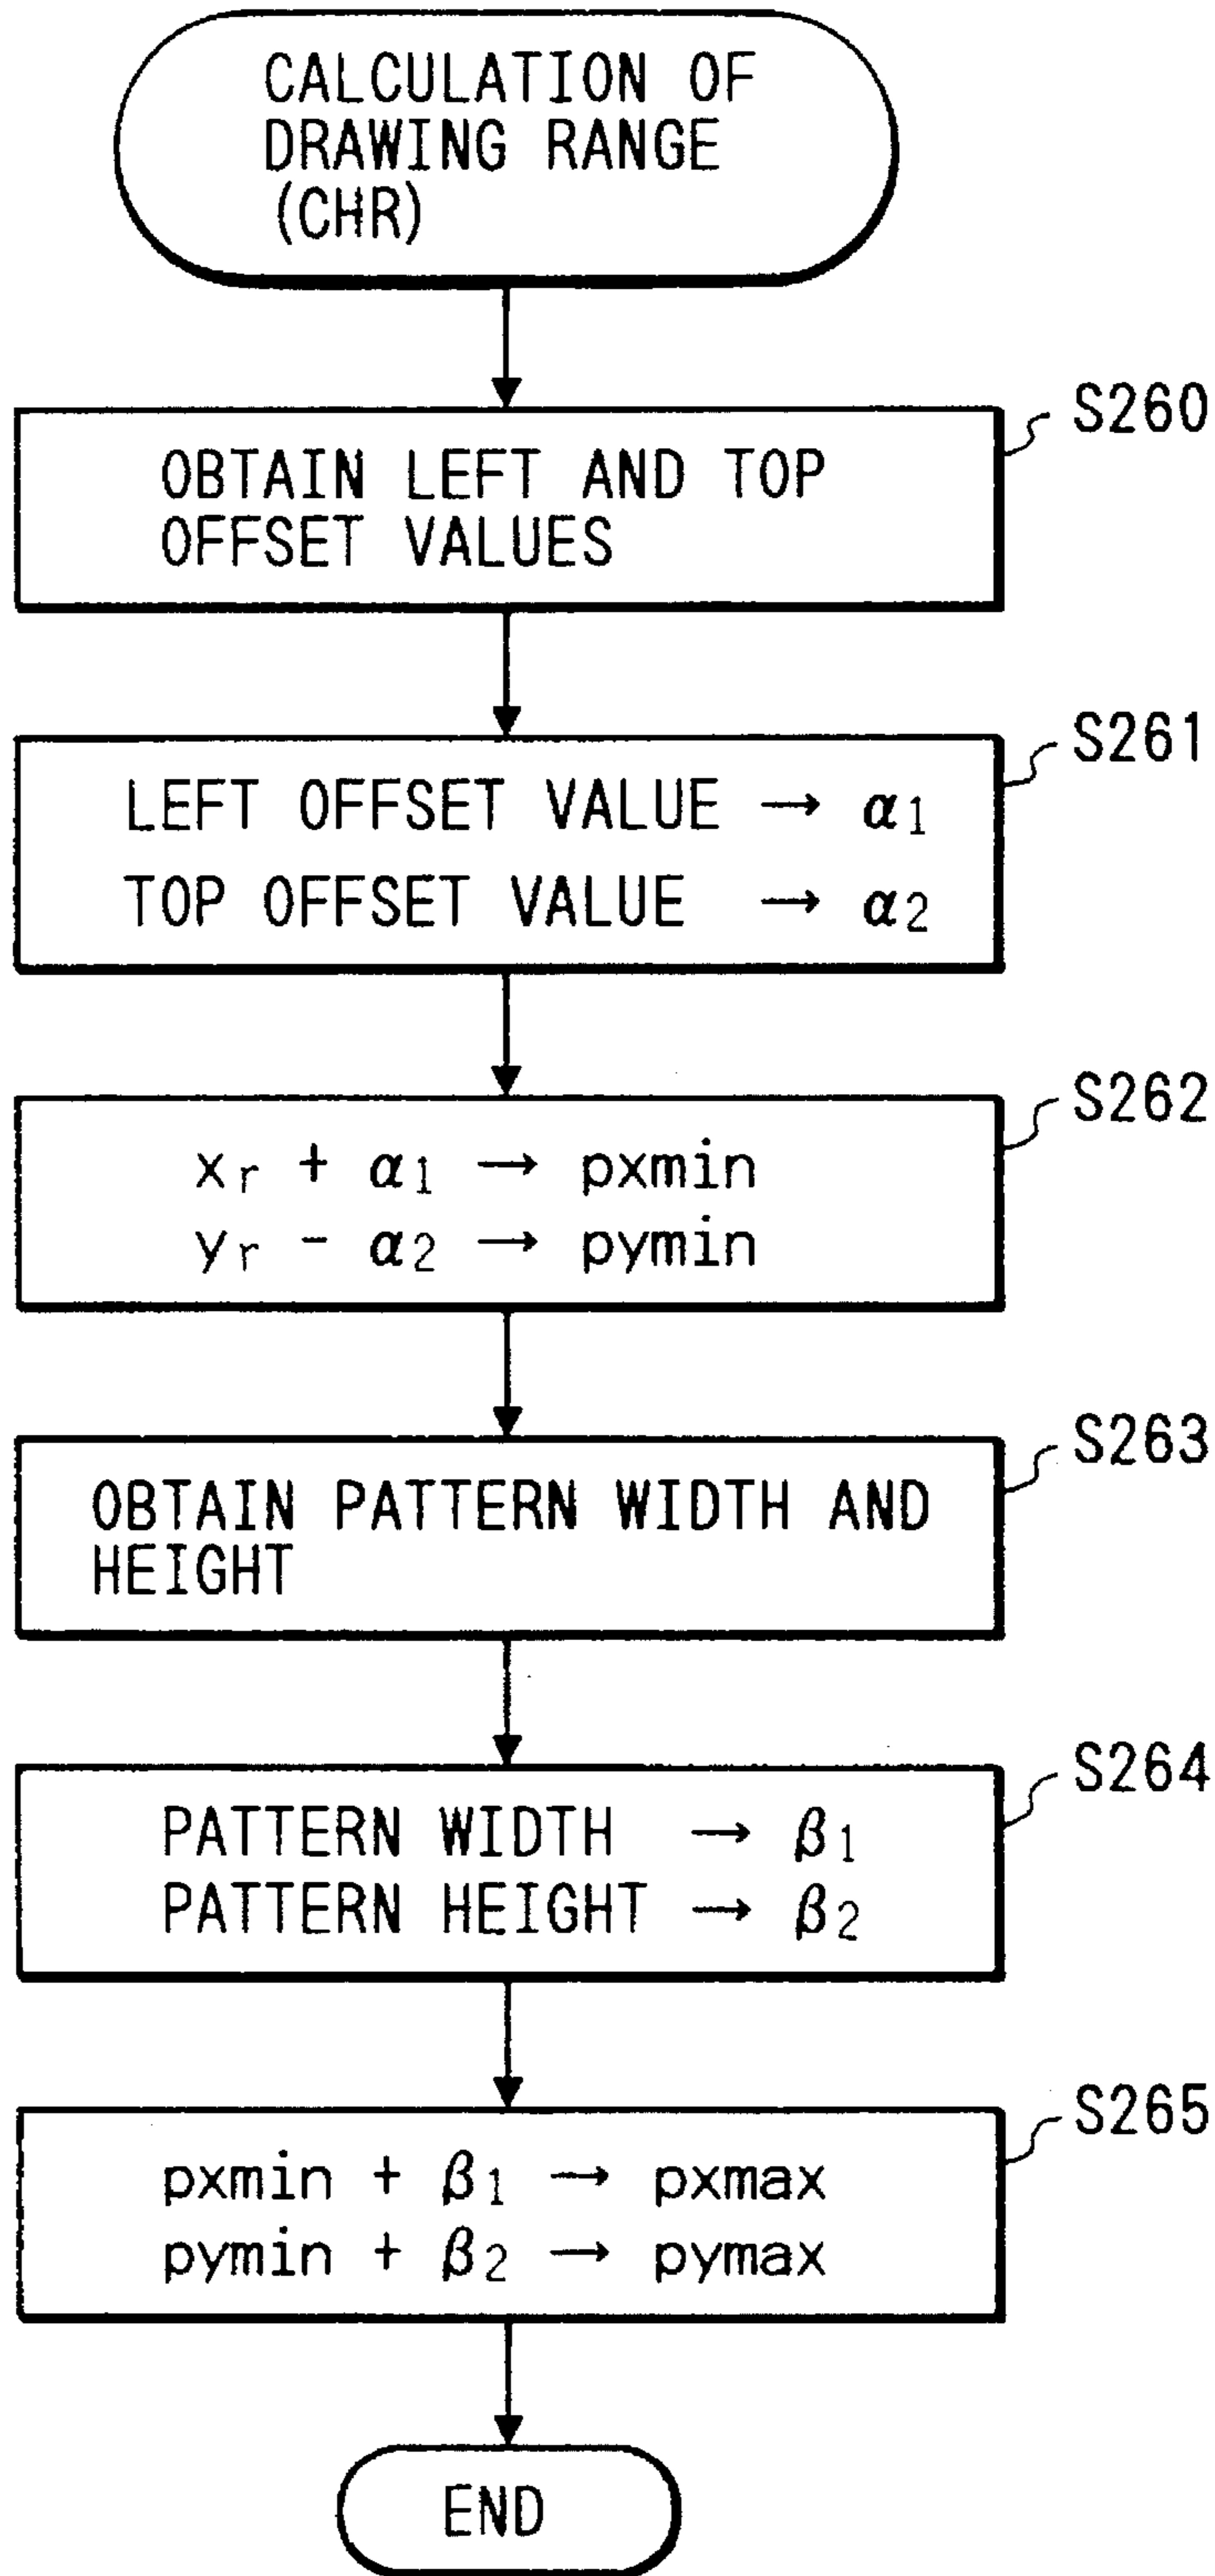 CALCULATION OF
DRAWING RANGE
(CHR)
S260
OBTAIN LEFT AND TOP
OFFSET VALUES
S261
LEFT OFFSET VALUE → α1
TOP OFFSET VALUE → α2
S262
xr + α1 → pxmin
yr - α2 → pymin
S263
OBTAIN PATTERN WIDTH AND
HEIGHT
S264
PATTERN WIDTH → β1
PATTERN HEIGHT → β2
S265
pxmin + β1 → pxmax
pymin + β2 → pymax
END